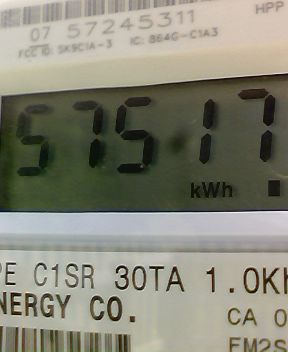 07 57245311
HPP
FCC ID: SK9C1A-3 IC: 864G-C1A3
57517
kWh
PE C1SR 30TA 1.0Kh
NERGY CO.
CA 0
FM2S